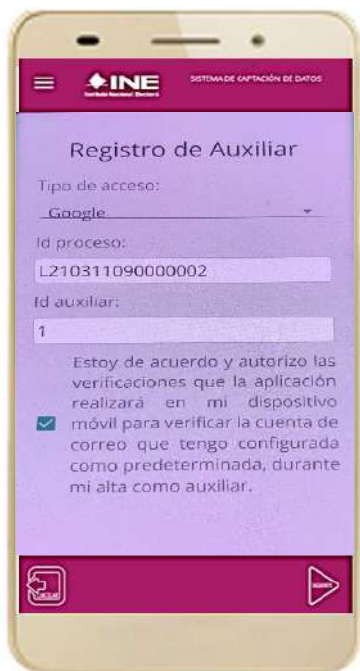 INE
Instituto Nacional Electoral
SISTEMA DE CAPTACIÓN DE DATOS
Registro de Auxiliar
Tipo de acceso:
Google
Id proceso:
L210311090000002
Id auxiliar:
1
Estoy de acuerdo y autorizo las
verificaciones que la aplicación
realizará en mi dispositivo
móvil para verificar la cuenta de
correo que tengo configurada
como predeterminada, durante
mi alta como auxiliar.